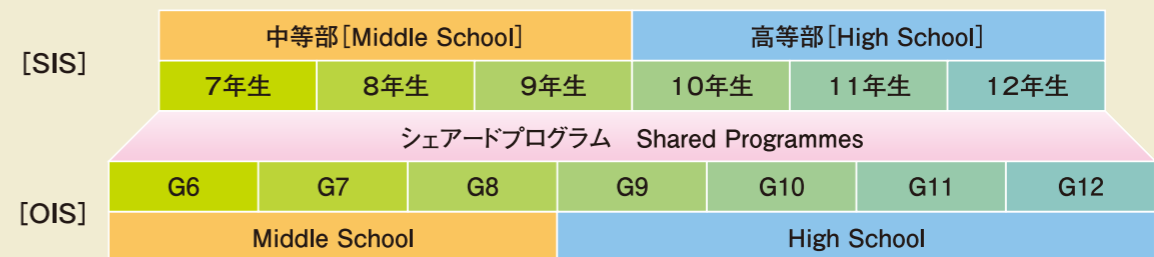 中等部[Middle School] 高等部[High School]
[SIS]
7年生 8年生 9年生 10年生 11年生 12年生
シェアードプログラム Shared Programmes
G6 G7 G8 G9 G10 G11 G12
[OIS]
Middle School High School